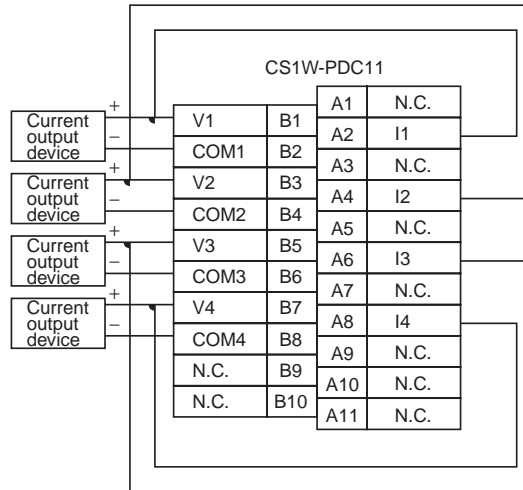 CS1W-PDC11
A1 N.C.
A2 I1
A3 N.C.
A4 I2
A5 N.C.
A6 I3
A7 N.C.
A8 I4
A9 N.C.
A10 N.C.
A11 N.C.
V1 B1
COM1 B2
V2 B3
COM2 B4
V3 B5
COM3 B6
V4 B7
COM4 B8
N.C. B9
N.C. B10
+
Current
output
device
−
+
Current
output
device
−
+
Current
output
device
−
+
Current
output
device
−